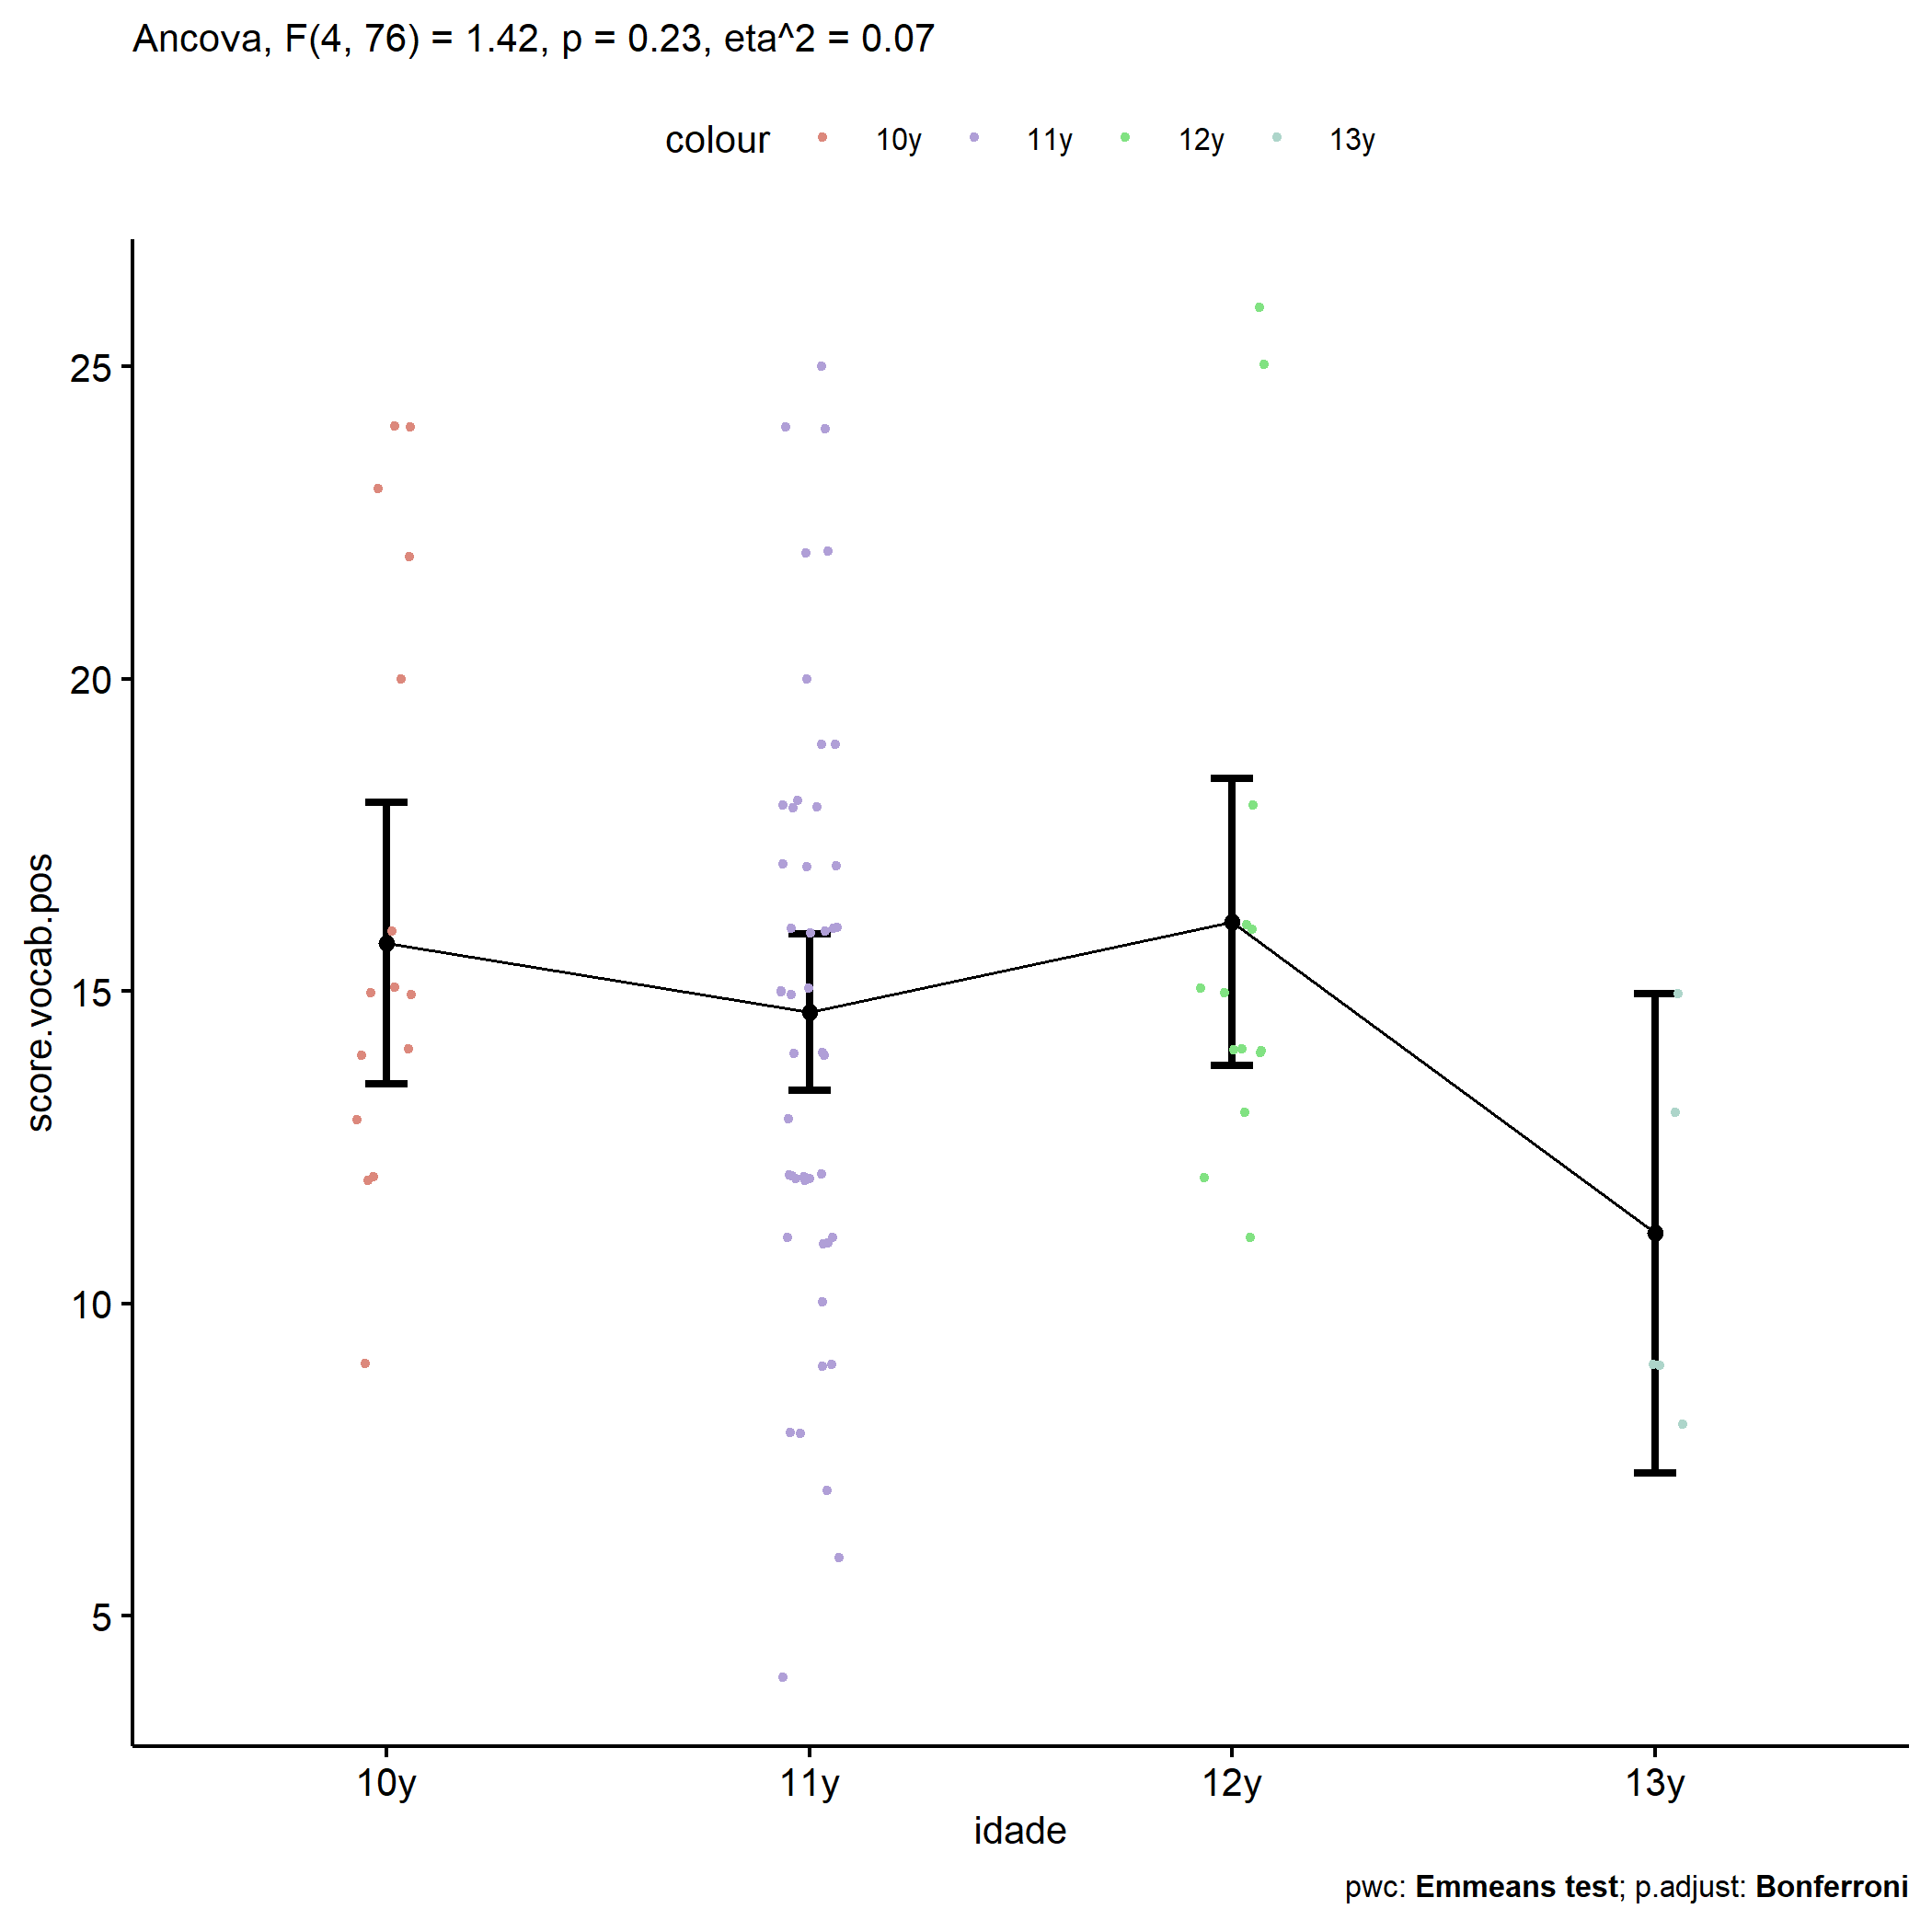 Ancova, F(4, 76) = 1.42, p = 0.23, eta^2 = 0.07
colour 10y 11y 12y 13y
score.vocab.pos
25
20
15
10
5
10y 11y 12y 13y
idade
pwc: Emmeans test; p.adjust: Bonferroni